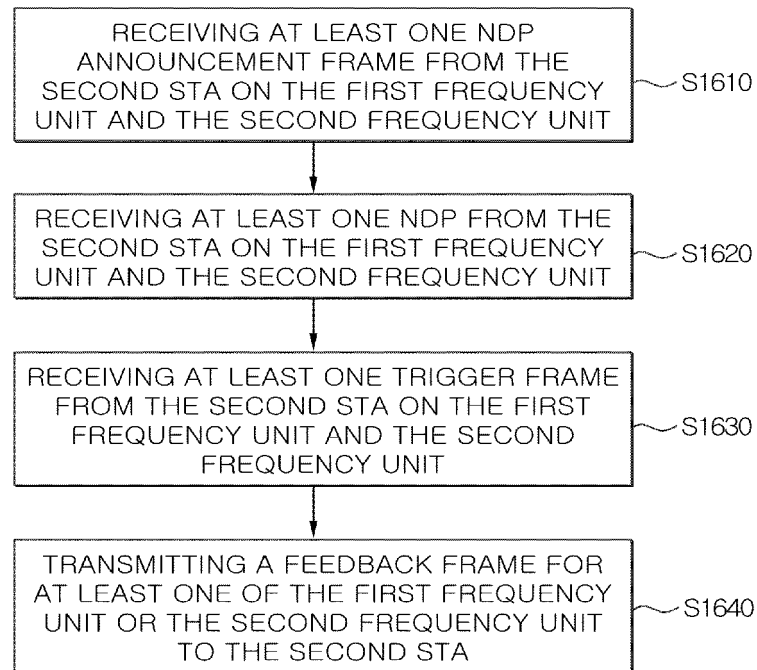 RECEIVING AT LEAST ONE NDP
ANNOUNCEMENT FRAME FROM THE
SECOND STA ON THE FIRST FREQUENCY
UNIT AND THE SECOND FREQUENCY UNIT
S1610
RECEIVING AT LEAST ONE NDP FROM THE
SECOND STA ON THE FIRST FREQUENCY
UNIT AND THE SECOND FREQUENCY UNIT
S1620
RECEIVING AT LEAST ONE TRIGGER FRAME
FROM THE SECOND STA ON THE FIRST
FREQUENCY UNIT AND THE SECOND
FREQUENCY UNIT
S1630
TRANSMITTING A FEEDBACK FRAME FOR
AT LEAST ONE OF THE FIRST FREQUENCY
UNIT OR THE SECOND FREQUENCY UNIT
TO THE SECOND STA
S1640